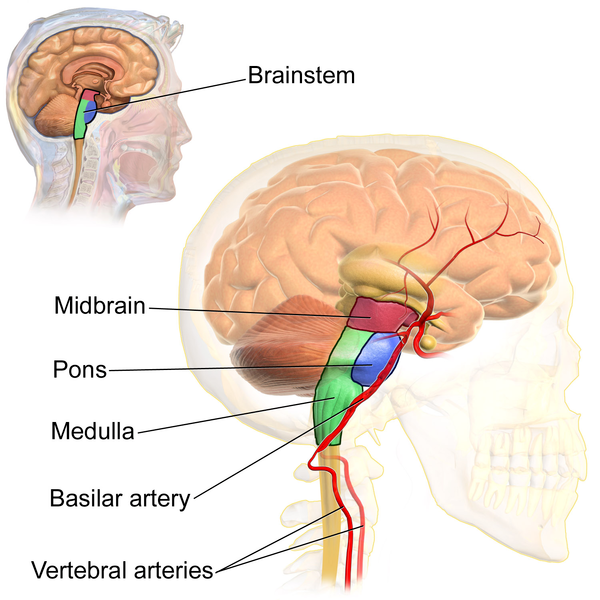 Brainstem
Midbrain
Pons
Medulla
Basilar artery
Vertebral arteries